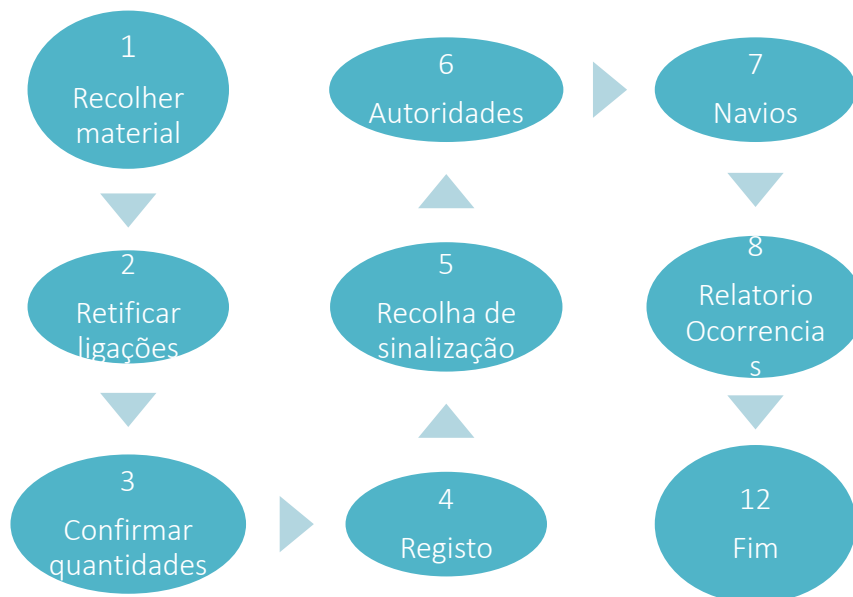 1
Recolher
material
2
Retificar
ligações
3
Confirmar
quantidades
4
Registo
5
Recolha de
sinalização
6
Autoridades
7
Navios
8
Relatorio
Ocorrencia
s
12
Fim